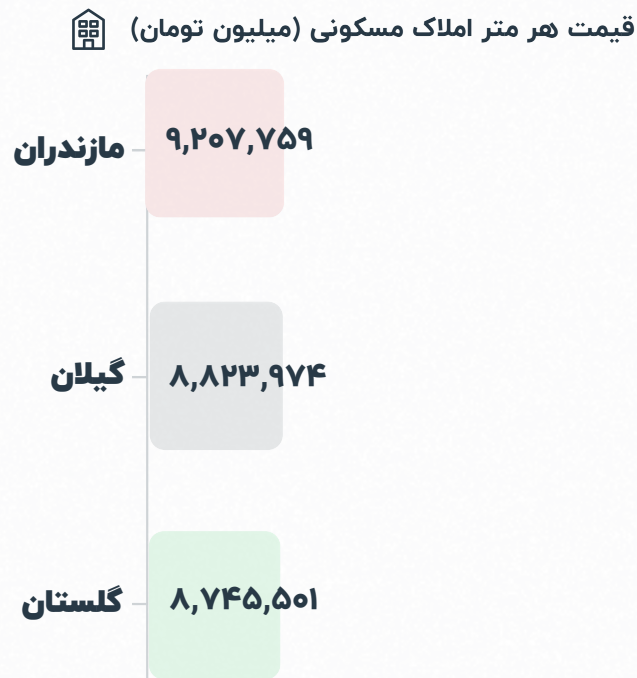 قیمت هر متر املاک مسکونی (میلیون تومان)
مازندران
۹,۲۰۷,۷۵۹
گیلان
۸,۸۲۳,۹۷۴
گلستان
۸,۷۴۵,۵۰۱